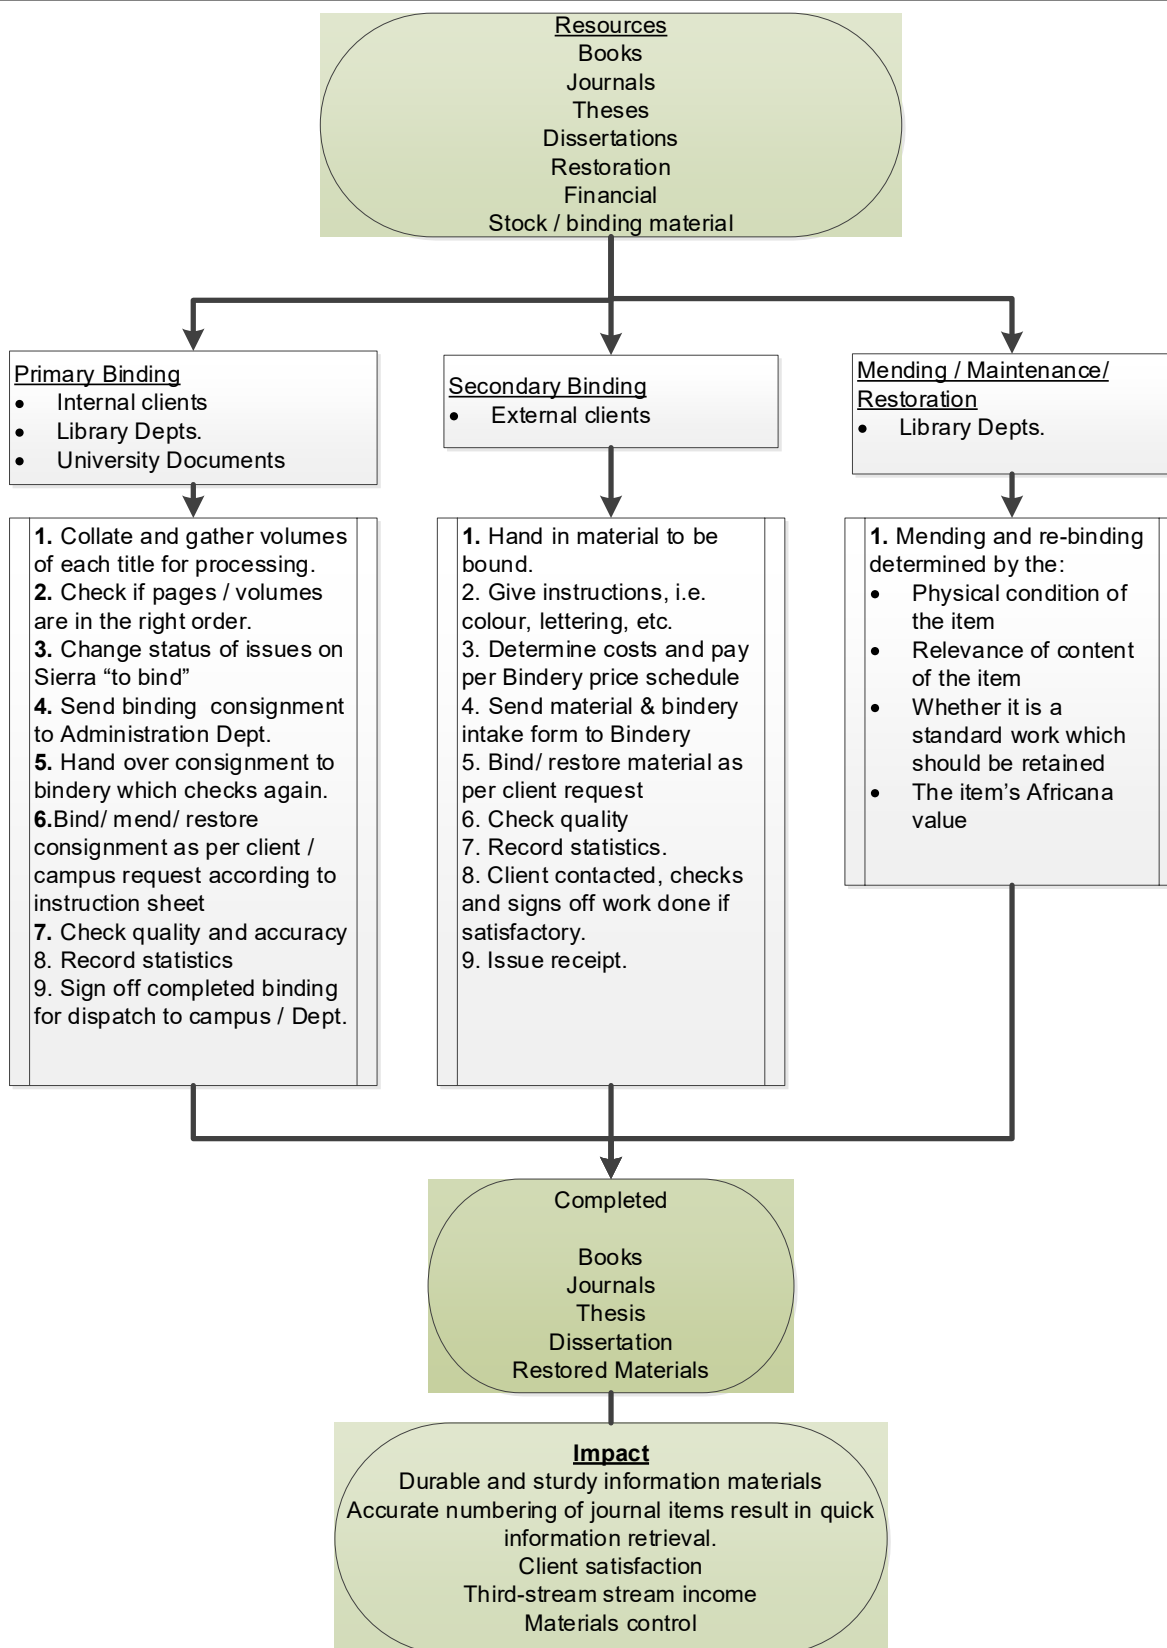 Resources
Books
Journals
Theses
Dissertations
Restoration
Financial
Stock / binding material
Primary Binding
• Internal clients
• Library Depts.
• University Documents
Secondary Binding
• External clients
Mending / Maintenance/
Restoration
• Library Depts.
1. Collate and gather volumes
of each title for processing.
2. Check if pages / volumes
are in the right order.
3. Change status of issues on
Sierra “to bind”
4. Send binding consignment
to Administration Dept.
5. Hand over consignment to
bindery which checks again.
6.Bind/ mend/ restore
consignment as per client /
campus request according to
instruction sheet
7. Check quality and accuracy
8. Record statistics
9. Sign off completed binding
for dispatch to campus / Dept.
1. Hand in material to be
bound.
2. Give instructions, i.e.
colour, lettering, etc.
3. Determine costs and pay
per Bindery price schedule
4. Send material & bindery
intake form to Bindery
5. Bind/ restore material as
per client request
6. Check quality
7. Record statistics.
8. Client contacted, checks
and signs off work done if
satisfactory.
9. Issue receipt.
1. Mending and re-binding
determined by the:
• Physical condition of
the item
• Relevance of content
of the item
• Whether it is a
standard work which
should be retained
• The item’s Africana
value
Completed
Books
Journals
Thesis
Dissertation
Restored Materials
Impact
Durable and sturdy information materials
Accurate numbering of journal items result in quick
information retrieval.
Client satisfaction
Third-stream stream income
Materials control